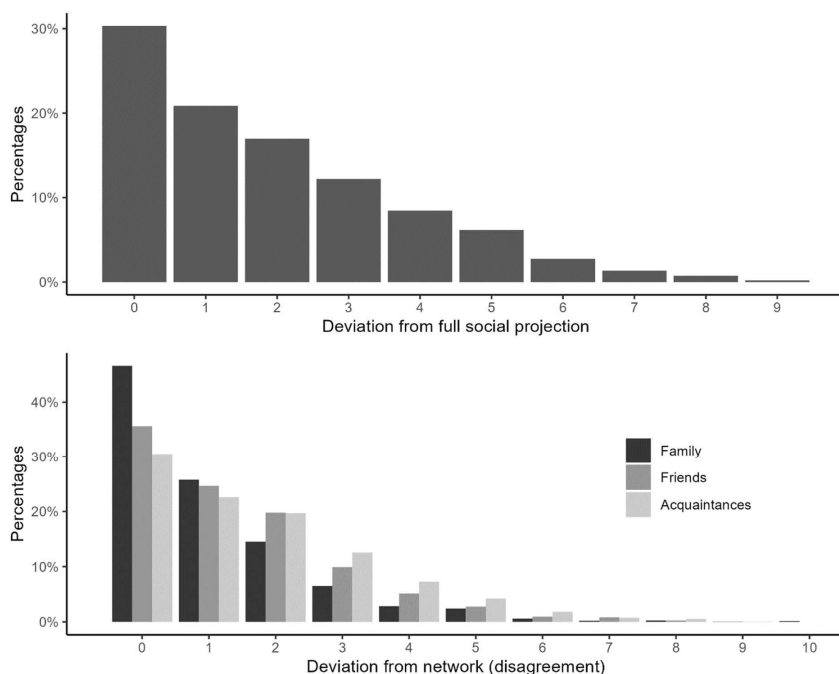 Percentages
30%
20%
10%
0%
0 1 2 3 4 5 6 7 8 9
Deviation from full social projection
Percentages
40%
30%
20%
10%
0%
Family
Friends
Acquaintances
0 1 2 3 4 5 6 7 8 9 10
Deviation from network (disagreement)